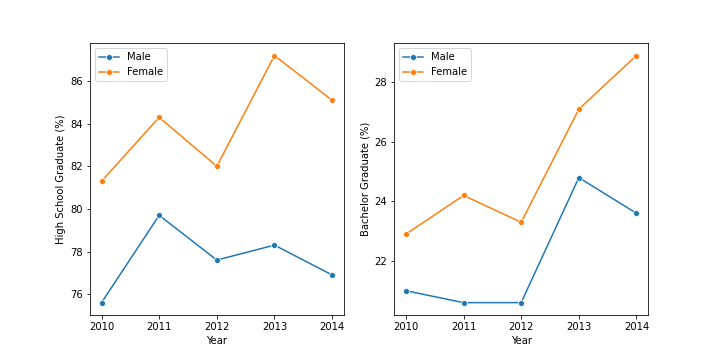 Male
Female
86
84
82
80
78
76
High School Graduate (%)
2010 2011 2012 2013 2014
Year
Male
Female
28
26
24
22
Bachelor Graduate (%)
2010 2011 2012 2013 2014
Year